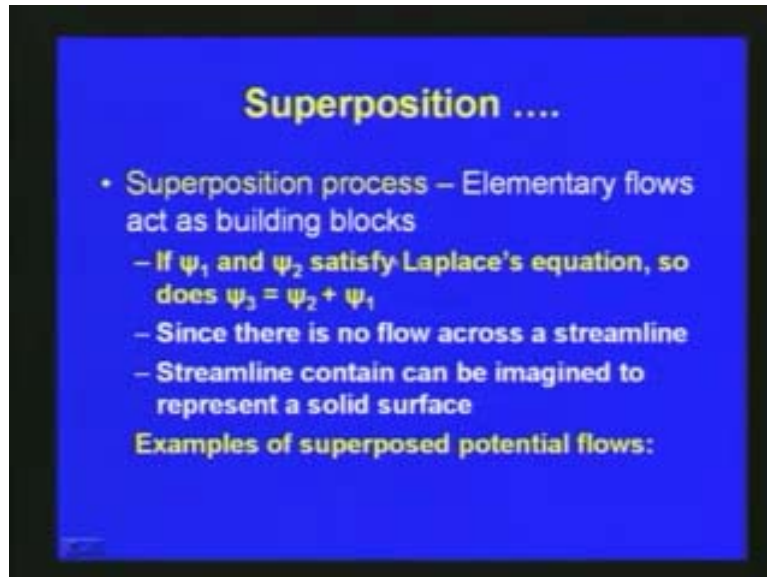 Superposition ....
• Superposition process – Elementary flows
act as building blocks
– If ψ₁ and ψ₂ satisfy Laplace's equation, so
does ψ₃ = ψ₂ + ψ₁
– Since there is no flow across a streamline
– Streamline contain can be imagined to
represent a solid surface
Examples of superposed potential flows: